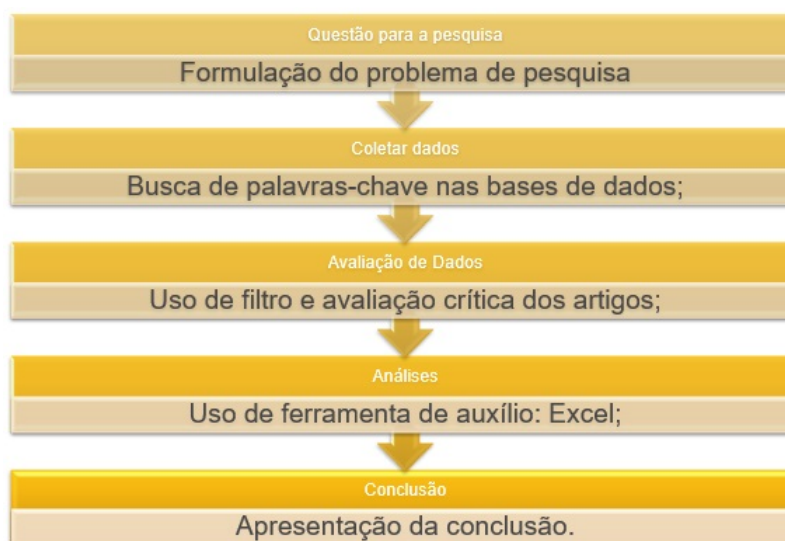 Questão para a pesquisa
Formulação do problema de pesquisa
Coletar dados
Busca de palavras-chave nas bases de dados;
Avaliação de Dados
Uso de filtro e avaliação crítica dos artigos;
Análises
Uso de ferramenta de auxílio: Excel;
Conclusão
Apresentação da conclusão.